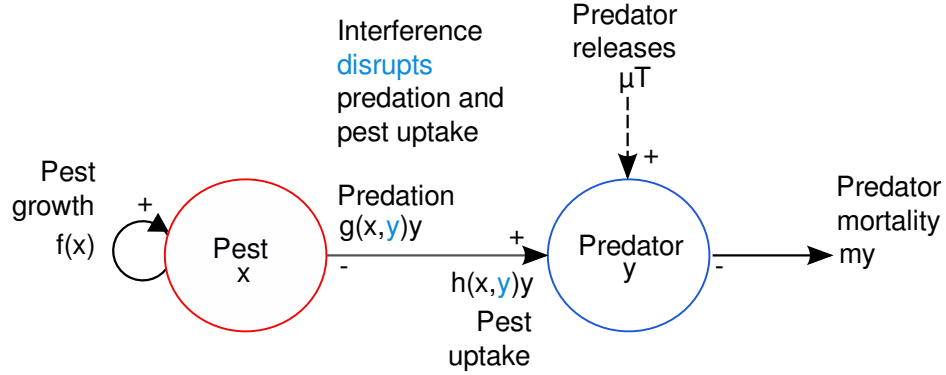 Interference
disrupts
predation and
pest uptake
Predator
releases
μT
+
Pest
growth
f(x)
+
Pest
x
Predation
g(x,y)y
-
+
h(x,y)y
Pest
uptake
Predator
y
-
Predator
mortality
my